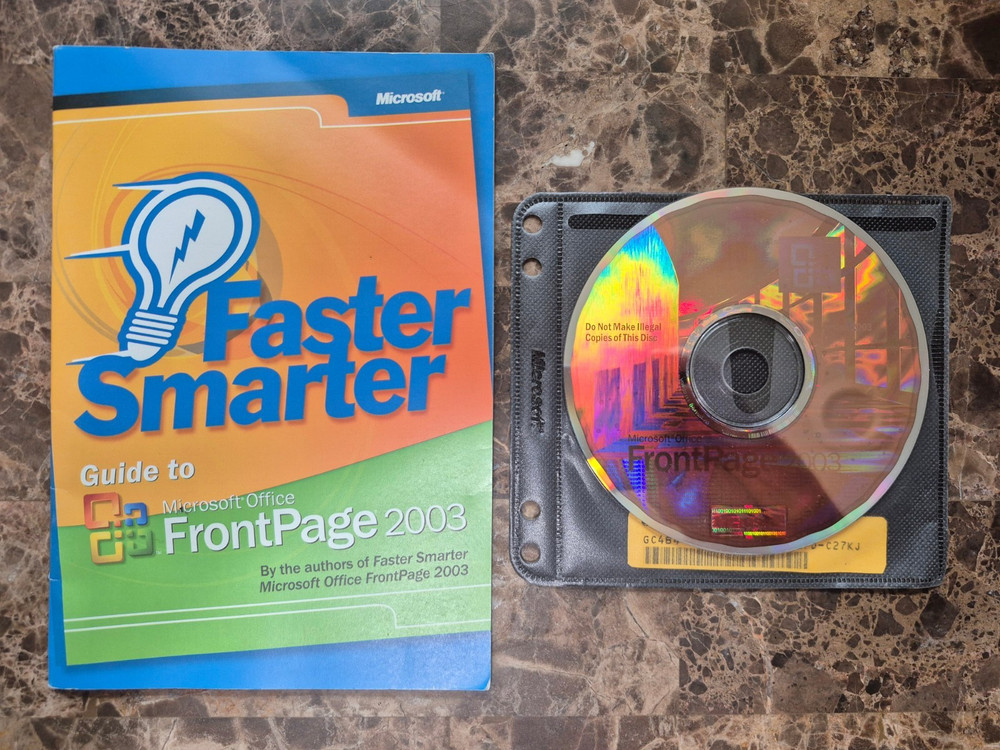 Microsoft®
Faster
Smarter
Guide to
Microsoft® Office
FrontPage 2003
By the authors of Faster Smarter
Microsoft Office FrontPage 2003
Do Not Make Illegal
Copies of This Disc
Microsoft®
Microsoft® Office
FrontPage 2003